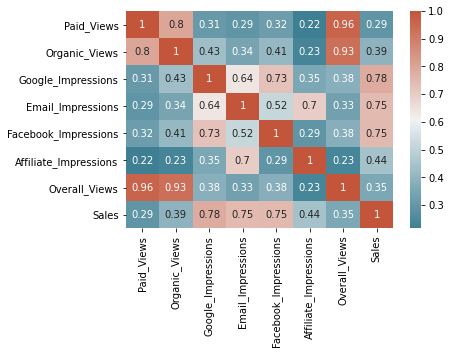 Paid_Views 1 0.8 0.31 0.29 0.32 0.22 0.96 0.29
Organic_Views 0.8 1 0.43 0.34 0.41 0.23 0.93 0.39
Google_Impressions 0.31 0.43 1 0.64 0.73 0.35 0.38 0.78
Email_Impressions 0.29 0.34 0.64 1 0.52 0.7 0.33 0.75
Facebook_Impressions 0.32 0.41 0.73 0.52 1 0.29 0.38 0.75
Affiliate_Impressions 0.22 0.23 0.35 0.7 0.29 1 0.23 0.44
Overall_Views 0.96 0.93 0.38 0.33 0.38 0.23 1 0.35
Sales 0.29 0.39 0.78 0.75 0.75 0.44 0.35 1
Paid_Views
Organic_Views
Google_Impressions
Email_Impressions
Facebook_Impressions
Affiliate_Impressions
Overall_Views
Sales
1.0
0.9
0.8
0.7
0.6
0.5
0.4
0.3